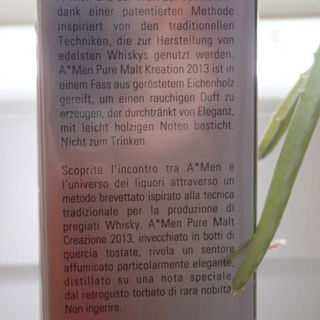 dank einer patentierten Methode
inspiriert von den traditionellen
Techniken, die zur Herstellung von
edelsten Whiskys genutzt werden.
A*Men Pure Malt Kreation 2013 ist in
einem Fass aus geröstetem Eichenholz
gereift, um einen rauchigen Duft zu
erzeugen, der durchtränkt von Eleganz,
mit leicht holzigen Noten besticht.
Nicht zum Trinken.
Scoprite l'incontro tra A*Men e
l'universo dei liquori attraverso un
metodo brevettato ispirato alla tecnica
tradizionale per la produzione di
pregiati Whisky. A*Men Pure Malt
Creazione 2013, invecchiato in botti di
quercia tostate, rivela un sentore
affumicato particolarmente elegante,
distillato su una nota speciale
dal retrogusto torbato di rara nobiltà.
Non ingerire.